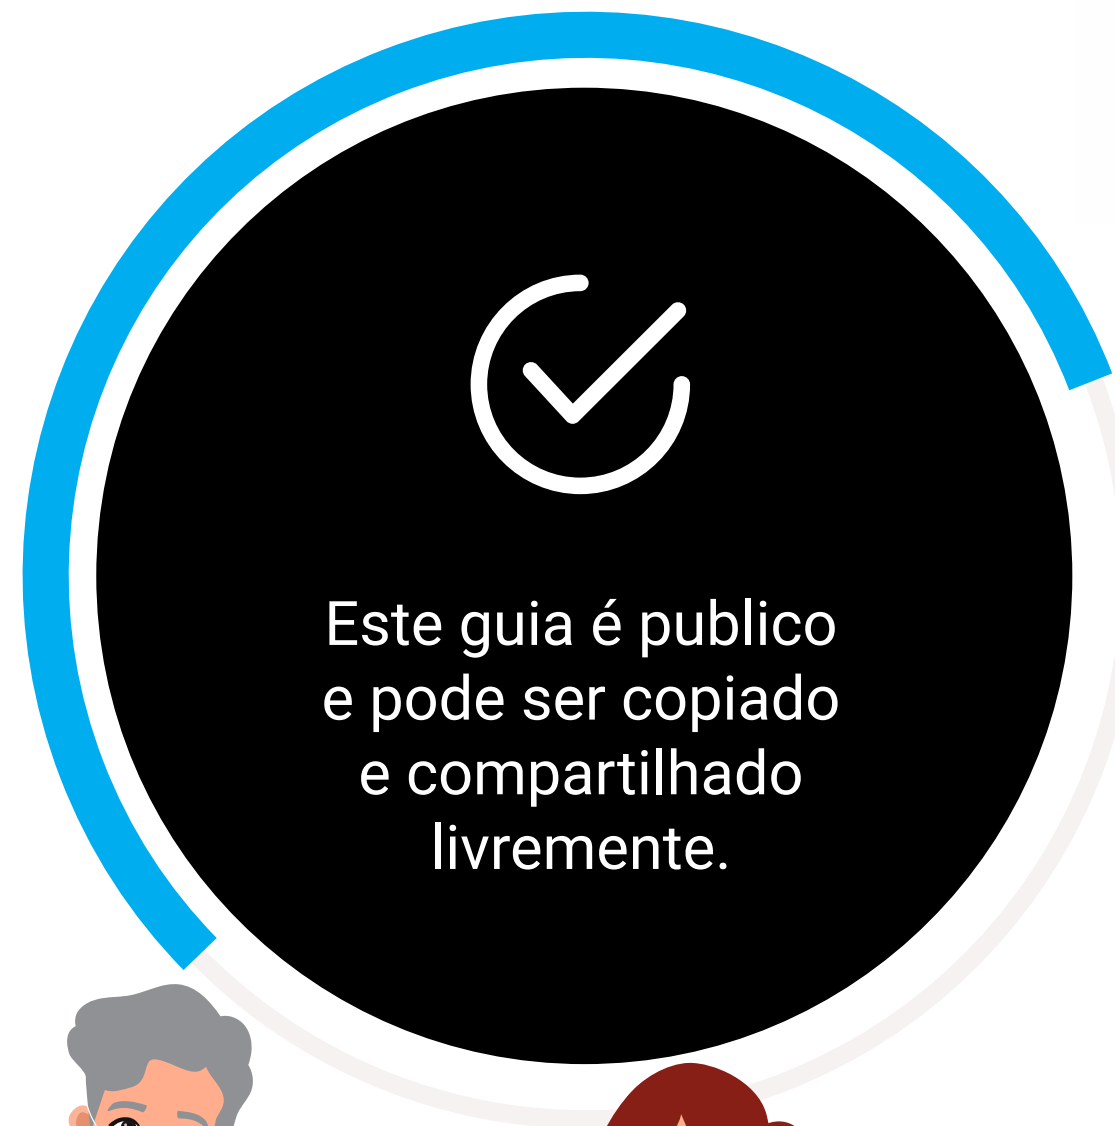 Este guia é publico
e pode ser copiado
e compartilhado
livremente.